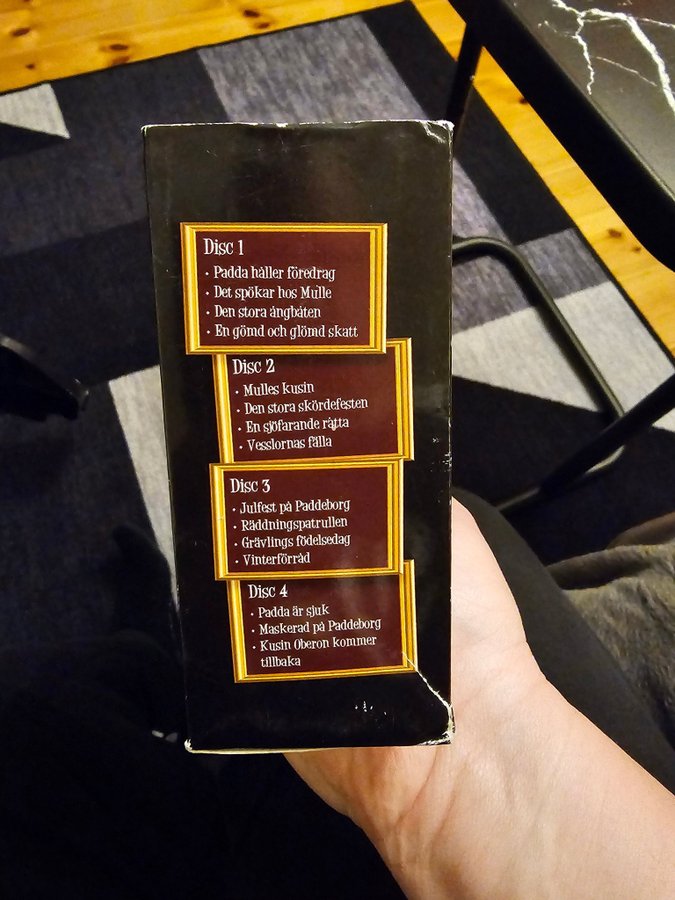 Disc 1
• Padda håller föredrag
• Det spökar hos Mulle
• Den stora ångbåten
• En gömd och glömd skatt
Disc 2
• Mulles kusin
• Den stora skördefesten
• En sjöfarande råtta
• Vesslornas fälla
Disc 3
• Julfest på Paddeborg
• Räddningspatrullen
• Grävlings födelsedag
• Vinterförråd
Disc 4
• Padda är sjuk
• Maskerad på Paddeborg
• Kusin Oberon kommer
tillbaka